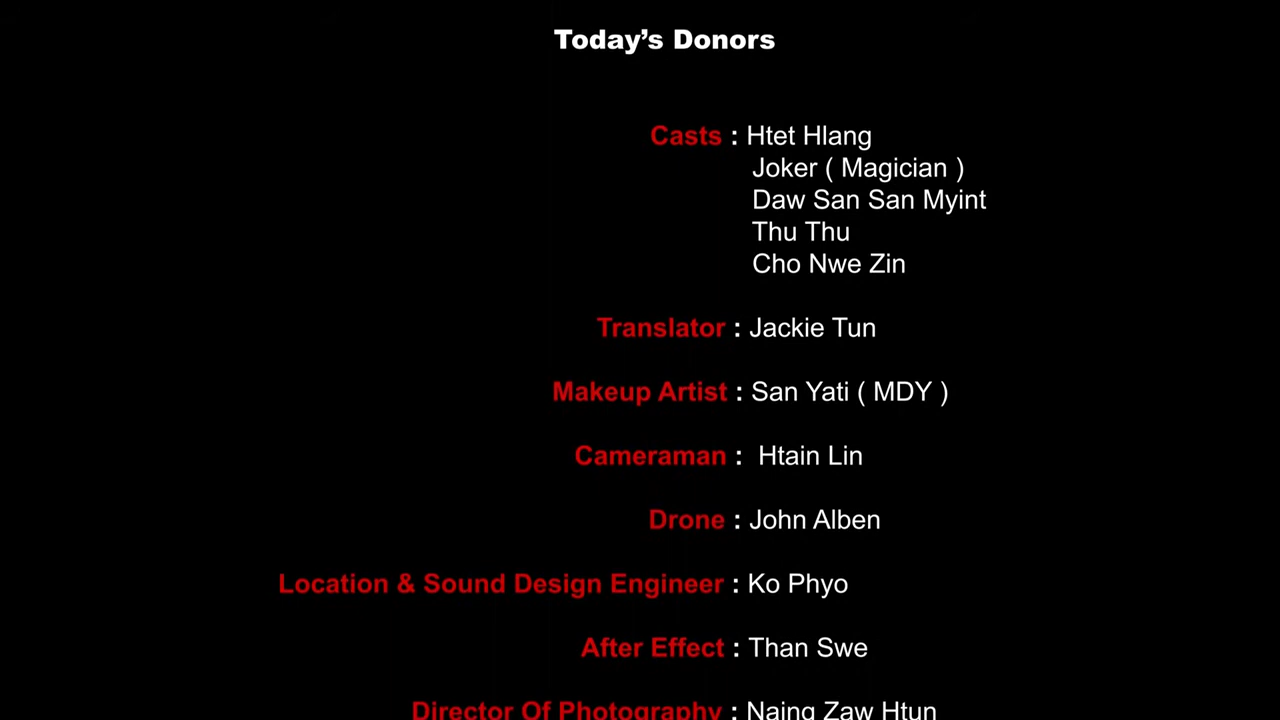 Today’s Donors
Casts : Htet Hlang
Joker ( Magician )
Daw San San Myint
Thu Thu
Cho Nwe Zin
Translator : Jackie Tun
Makeup Artist : San Yati ( MDY )
Cameraman : Htain Lin
Drone : John Alben
Location & Sound Design Engineer : Ko Phyo
After Effect : Than Swe
Director Of Photography : Naing Zaw Htun